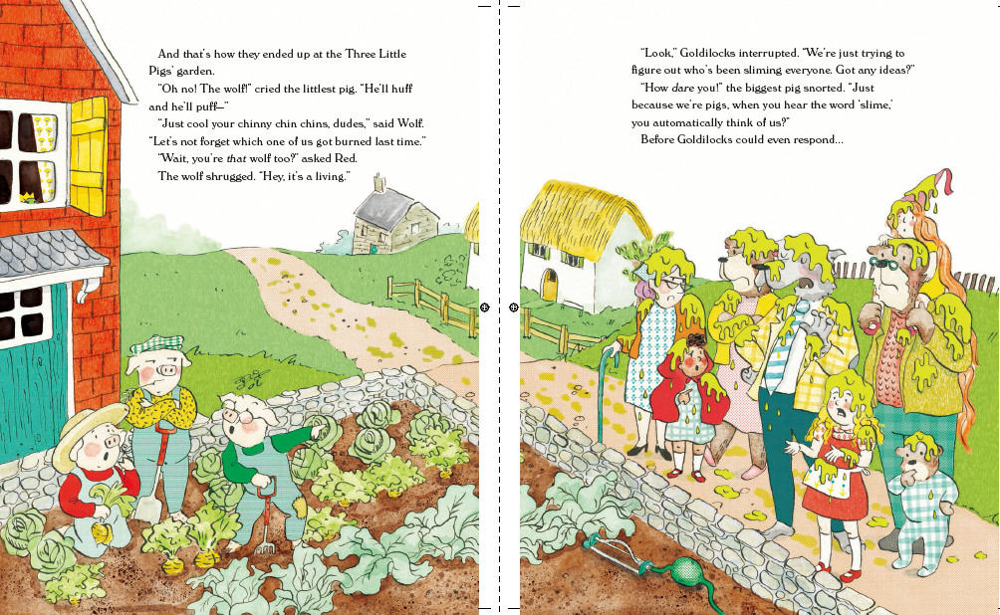 And that's how they ended up at the Three Little
Pigs' garden.
"Oh no! The wolf!" cried the littlest pig. "He'll huff
and he'll puff—"
"Just cool your chinny chin chins, dudes," said Wolf.
"Let's not forget which one of us got burned last time."
"Wait, you're that wolf too?" asked Red.
The wolf shrugged. "Hey, it's a living."
"Look," Goldilocks interrupted. "We're just trying to
figure out who's been sliming everyone. Got any ideas?"
"How dare you!" the biggest pig snorted. "Just
because we're pigs, when you hear the word 'slime,'
you automatically think of us?"
Before Goldilocks could even respond...